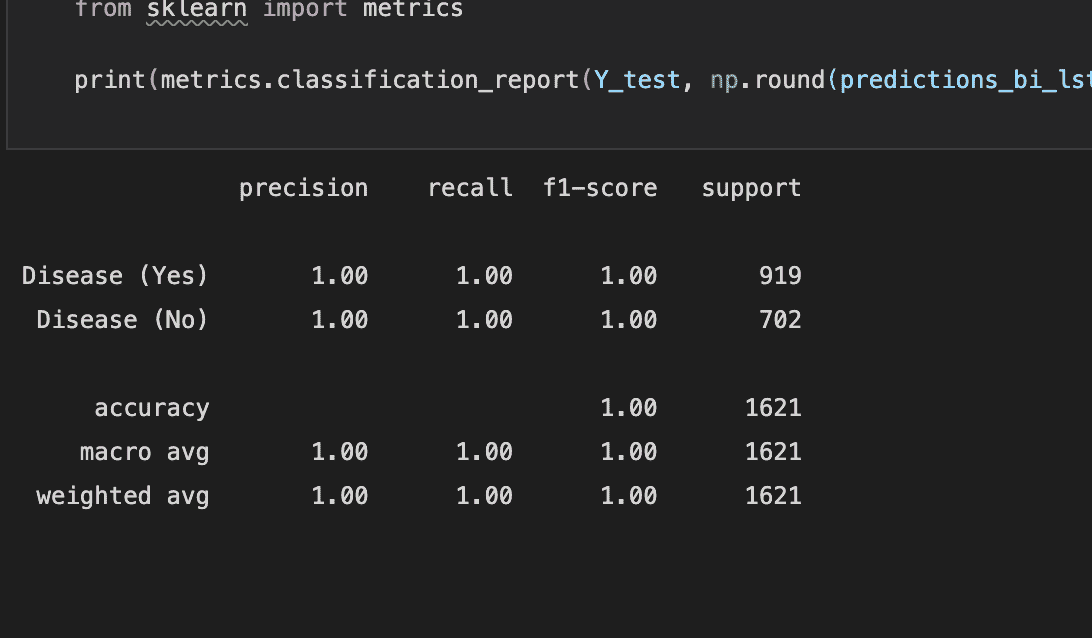 from sklearn import metrics
print(metrics.classification_report(Y_test, np.round(predictions_bi_lst
precision recall f1-score support
Disease (Yes) 1.00 1.00 1.00 919
Disease (No) 1.00 1.00 1.00 702
accuracy 1.00 1621
macro avg 1.00 1.00 1.00 1621
weighted avg 1.00 1.00 1.00 1621